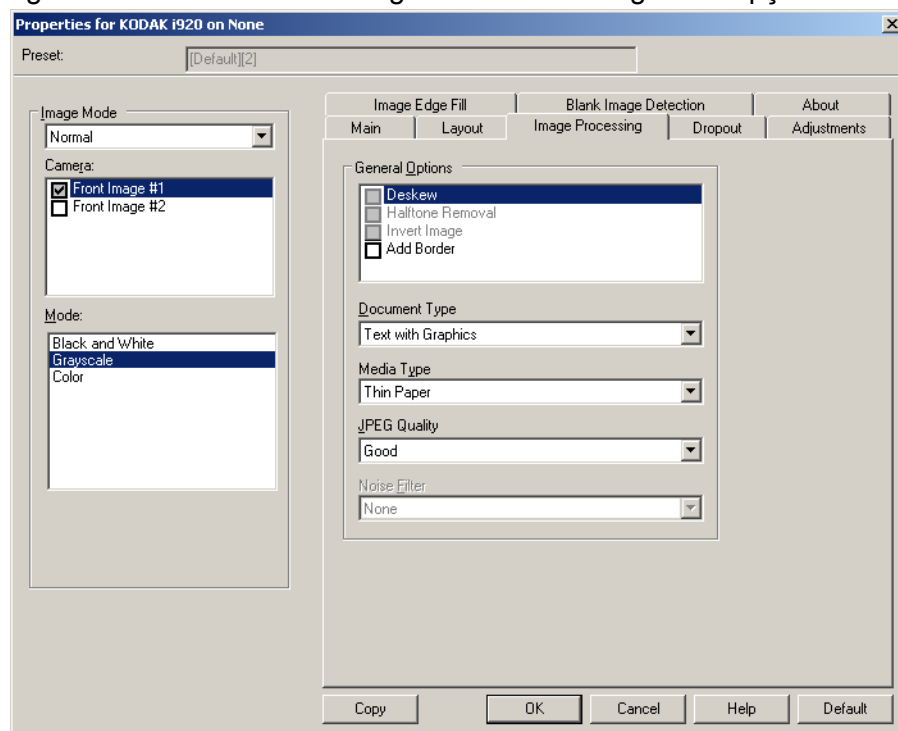 Properties for KODAK i920 on None
Preset:
[Default][2]
Image Mode
Normal
Camera:
Front Image #1
Front Image #2
Mode:
Black and White
Grayscale
Color
Image Edge Fill
Blank Image Detection
About
Main
Layout
Image Processing
Dropout
Adjustments
General Options
Deskew
Halftone Removal
Invert Image
Add Border
Document Type
Text with Graphics
Media Type
Thin Paper
JPEG Quality
Good
Noise Filter
None
Copy
OK
Cancel
Help
Default